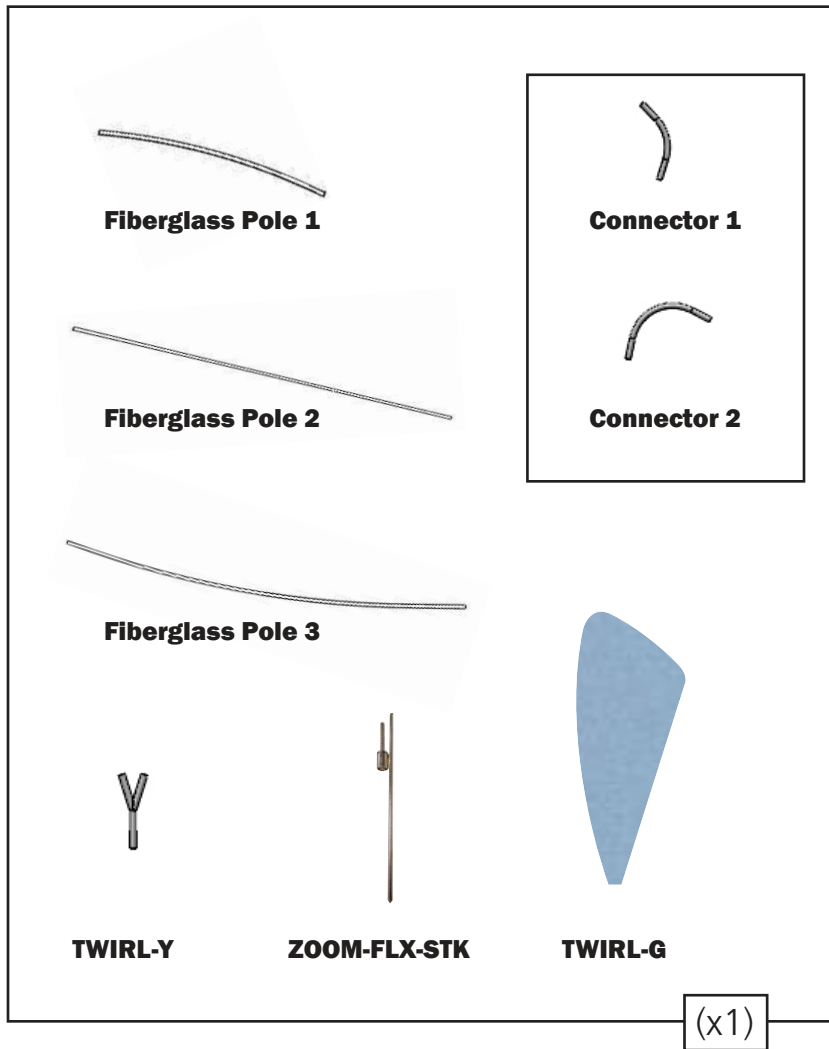 Fiberglass Pole 1
Connector 1
Fiberglass Pole 2
Connector 2
Fiberglass Pole 3
TWIRL-Y
ZOOM-FLX-STK
TWIRL-G
(x1)